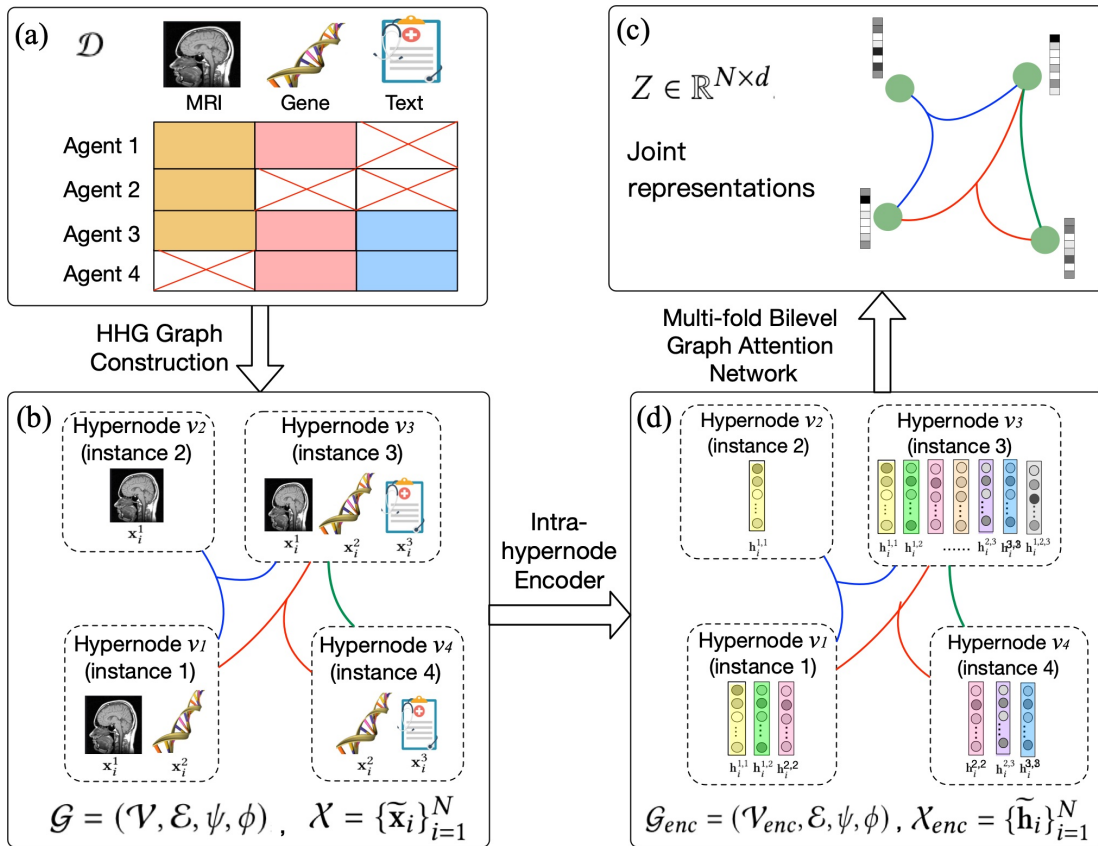 (a)
𝒟
MRI Gene Text
Agent 1
Agent 2
Agent 3
Agent 4
HHG Graph
Construction
(b)
Hypernode v₂
(instance 2)
x_i^1
Hypernode v₃
(instance 3)
x_i^1 x_i^2 x_i^3
Hypernode v₁
(instance 1)
x_i^1 x_i^2
Hypernode v₄
(instance 4)
x_i^2 x_i^3
𝒢 = (𝒱, ℰ, ψ, ϕ) , 𝒳 = {x̃_i}_{i=1}^N
Intra-
hypernode
Encoder
(c)
Z ∈ ℝ^{N×d}
Joint
representations
Multi-fold Bilevel
Graph Attention
Network
(d)
Hypernode v₂
(instance 2)
h_i^{1,1}
Hypernode v₃
(instance 3)
h_i^{1,1} h_i^{1,2} ...... h_i^{2,3} h_i^{3,3} h_i^{1,2,3}
Hypernode v₁
(instance 1)
h_i^{1,1} h_i^{1,2} h_i^{2,2}
Hypernode v₄
(instance 4)
h_i^{2,2} h_i^{2,3} h_i^{3,3}
𝒢_{enc} = (𝒱_{enc}, ℰ, ψ, ϕ) , 𝒳_{enc} = {h̃_i}_{i=1}^N